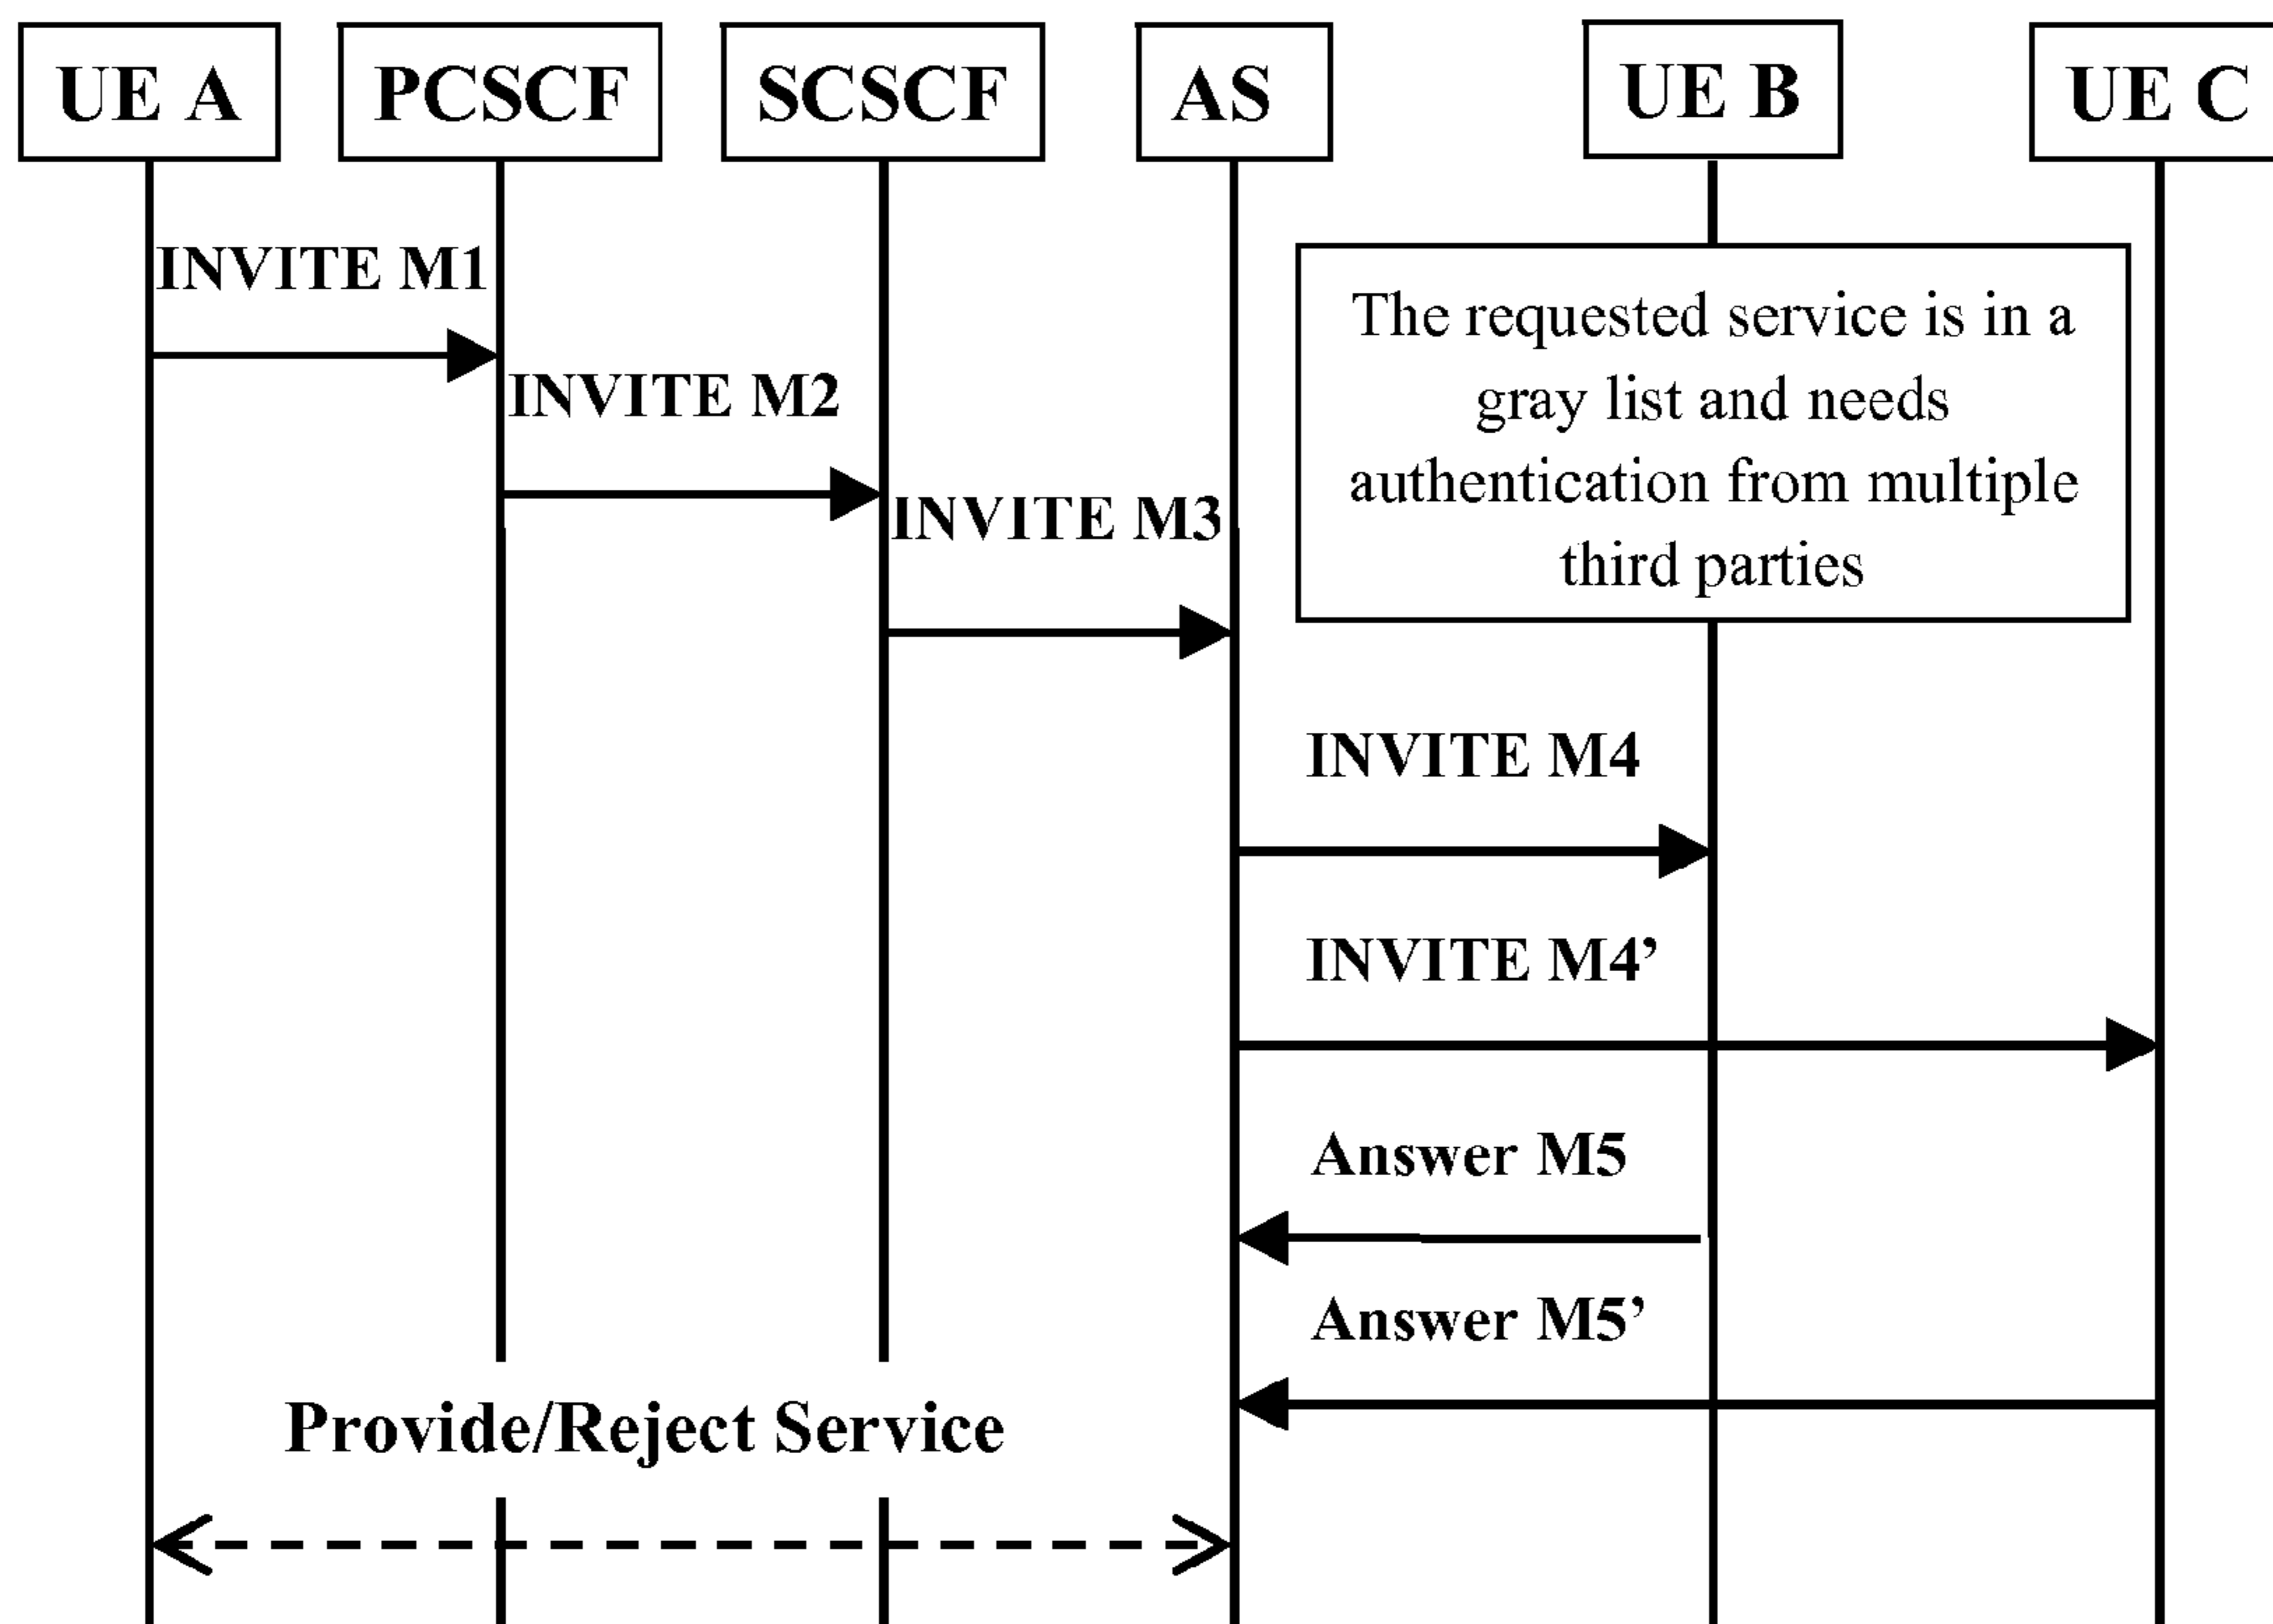 UE A
PCSCF
SCSCF
AS
UE B
UE C
INVITE M1
INVITE M2
INVITE M3
The requested service is in a
gray list and needs
authentication from multiple
third parties
INVITE M4
INVITE M4’
Answer M5
Answer M5’
Provide/Reject Service